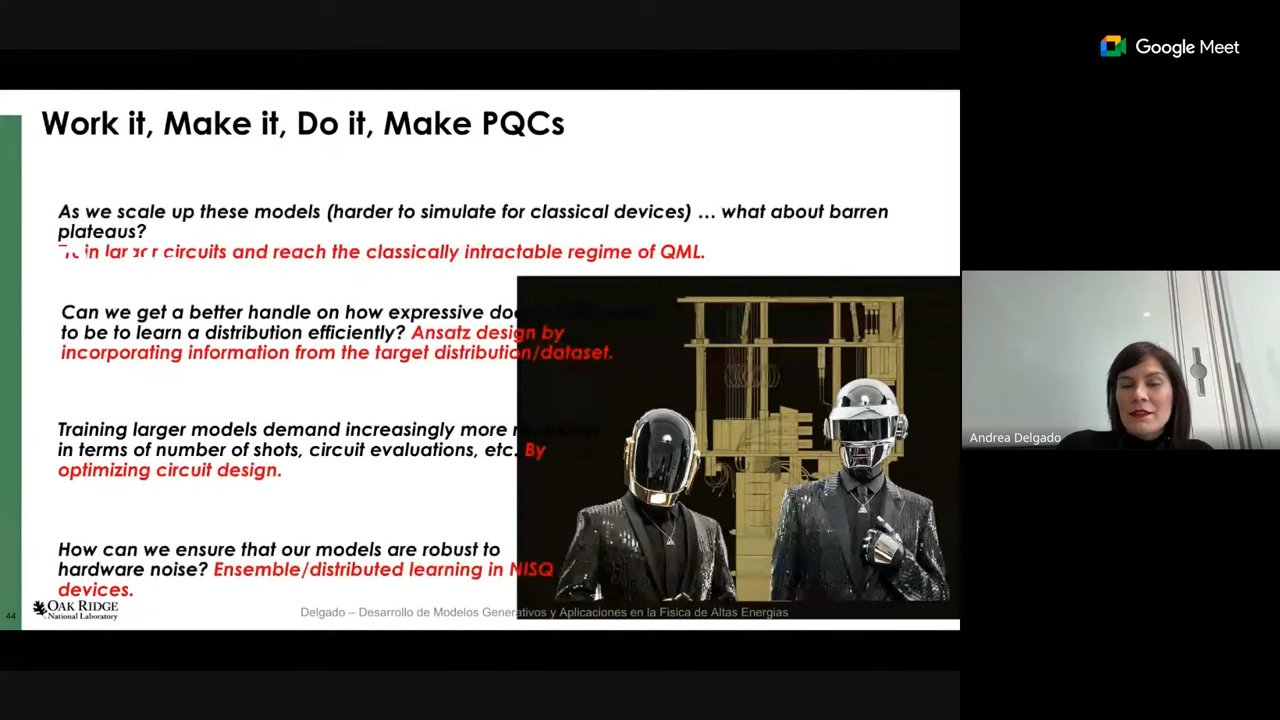 Google Meet
Work it, Make it, Do it, Make PQCs
As we scale up these models (harder to simulate for classical devices) … what about barren
plateaus?
circuits and reach the classically intractable regime of QML.
Can we get a better handle on how expressive
to be to learn a distribution efficiently? Ansatz design by
incorporating information from the target distribution/dataset.
Training larger models demand increasingly more
in terms of number of shots, circuit evaluations, etc. By
optimizing circuit design.
How can we ensure that our models are robust to
hardware noise? Ensemble/distributed learning in NISQ
devices.
44
OAK RIDGE
National Laboratory
Delgado – Desarrollo de Modelos Generativos y Aplicaciones en la Fisica de Altas Energias
Andrea Delgado